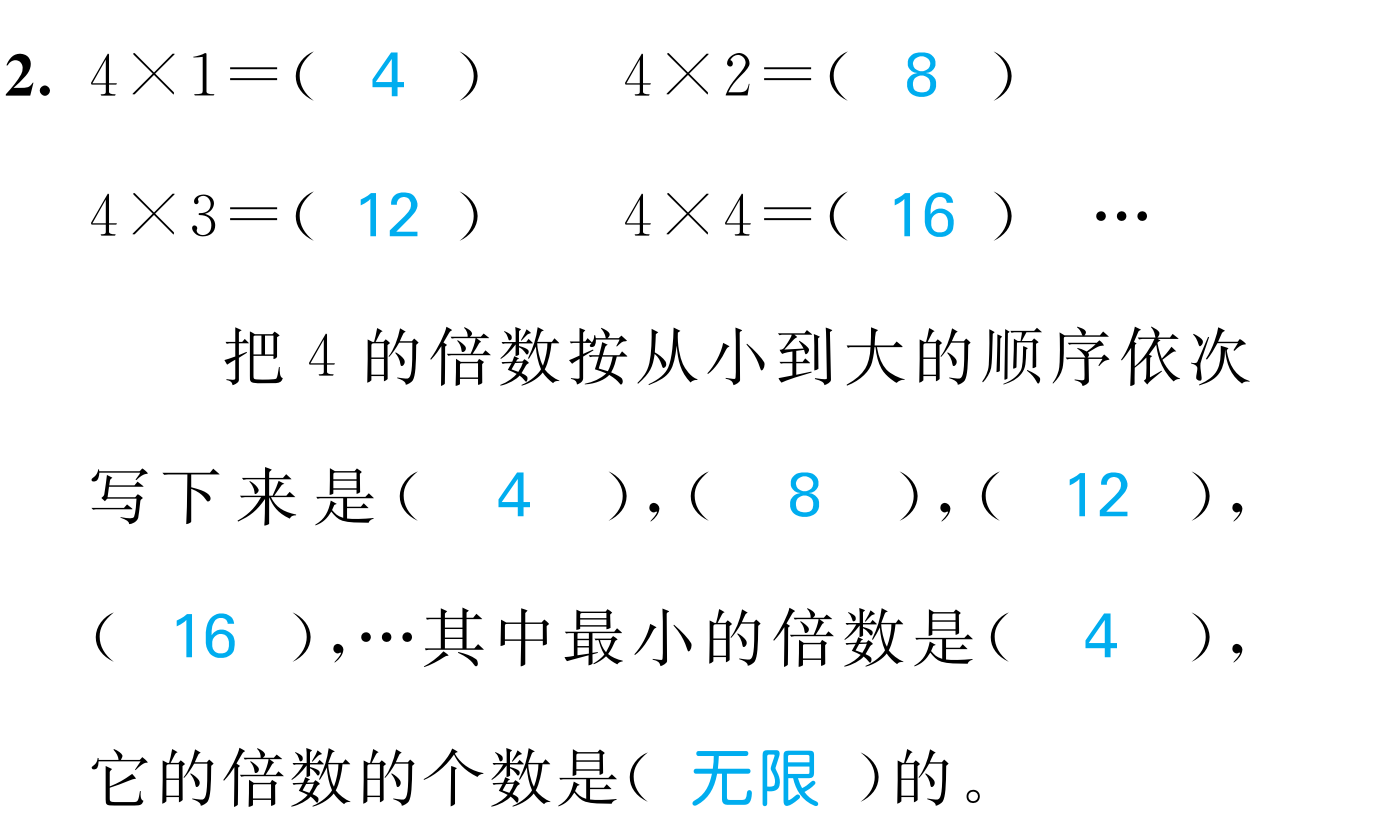 2. 4×1=( 4 ) 4×2=( 8 )
4×3=( 12 ) 4×4=( 16 ) …
把 4 的倍数按从小到大的顺序依次
写下来是( 4 ),( 8 ),( 12 ),
( 16 ),…其中最小的倍数是( 4 ),
它的倍数的个数是( 无限 )的。